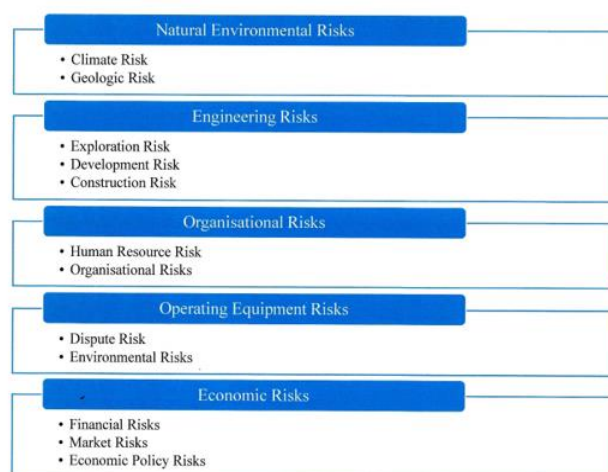 Natural Environmental Risks
• Climate Risk
• Geologic Risk
Engineering Risks
• Exploration Risk
• Development Risk
• Construction Risk
Organisational Risks
• Human Resource Risk
• Organisational Risks
Operating Equipment Risks
• Dispute Risk
• Environmental Risks
Economic Risks
• Financial Risks
• Market Risks
• Economic Policy Risks